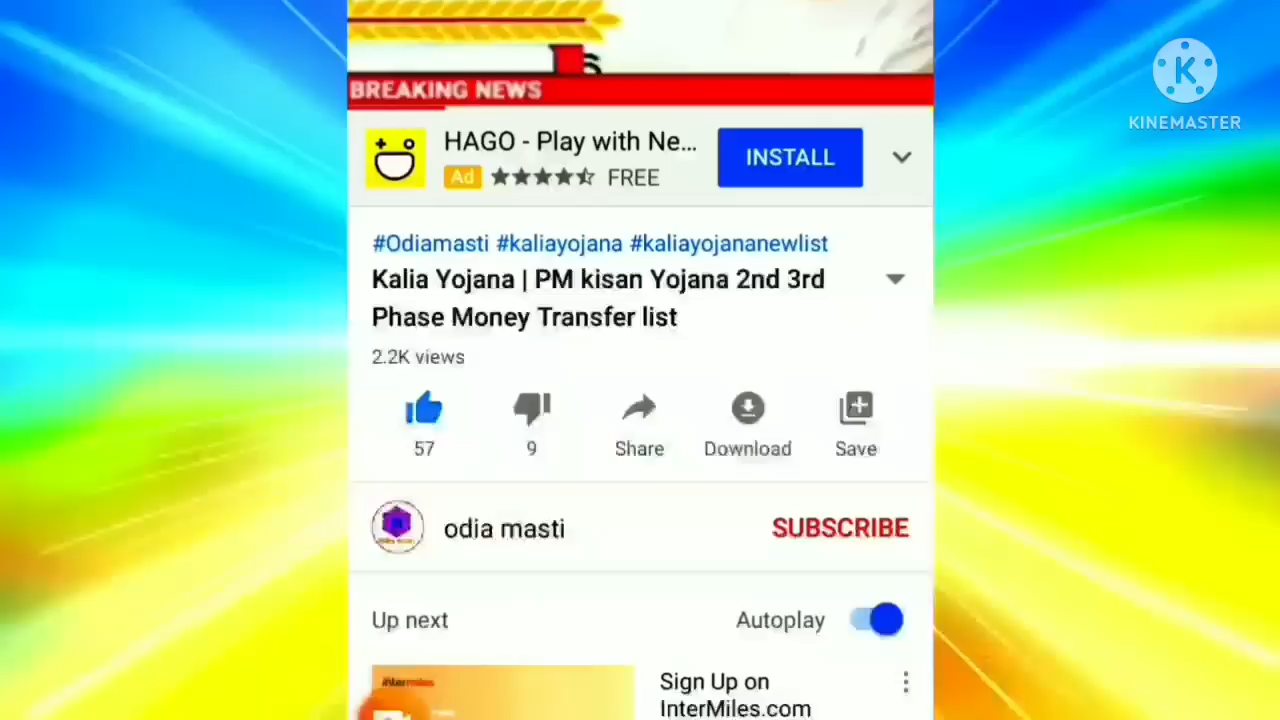 BREAKING NEWS
HAGO - Play with Ne...
INSTALL
Ad
FREE
#Odiamasti #kaliayojana #kaliayojananewlist
Kalia Yojana | PM kisan Yojana 2nd 3rd
Phase Money Transfer list
2.2K views
57
9
Share
Download
Save
odia masti
SUBSCRIBE
Up next
Autoplay
intermiles
Sign Up on
InterMiles.com
K
KINEMASTER